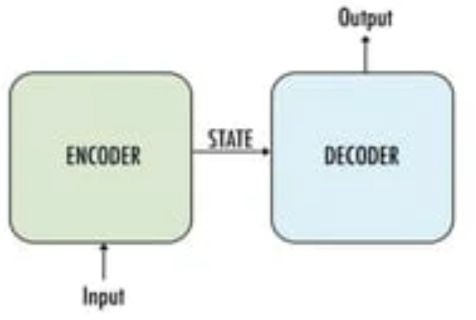 Output
ENCODER
STATE
DECODER
Input